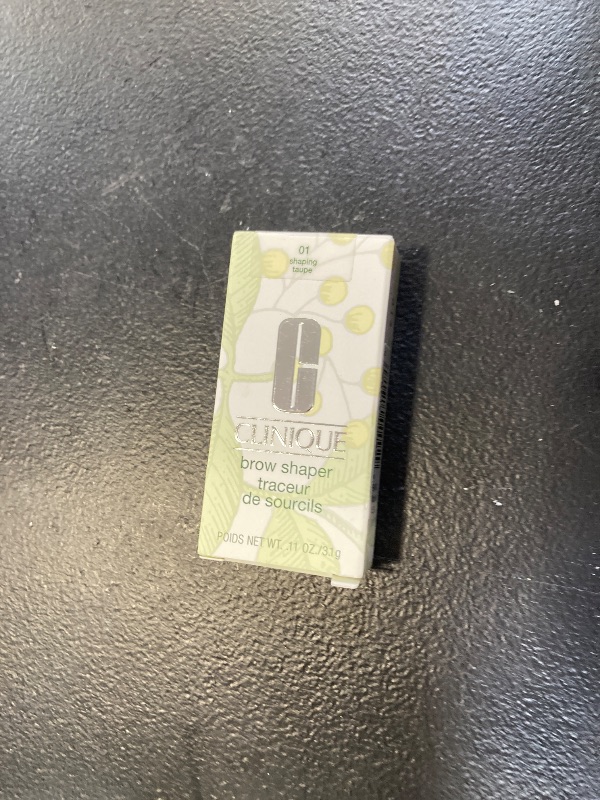 01
shaping
taupe
CLINIQUE
brow shaper
traceur
de sourcils
POIDS NET WT. .11 OZ./3.1g